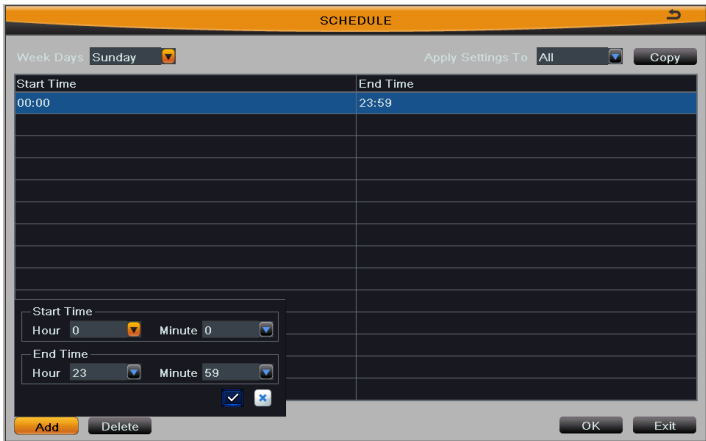 SCHEDULE
Week Days Sunday Apply Settings To All Copy
Start Time End Time
00:00 23:59
Start Time
Hour 0 Minute 0
End Time
Hour 23 Minute 59
Add Delete OK Exit